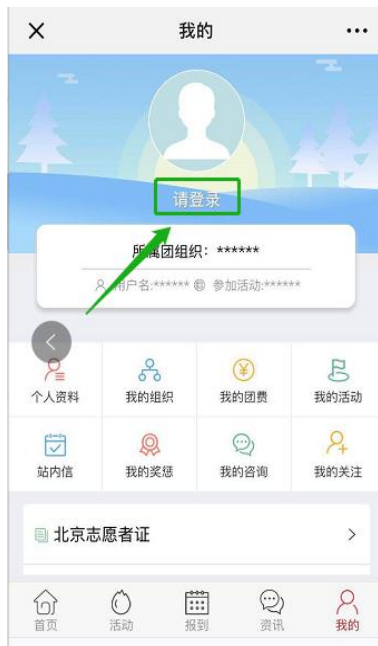 我的
请登录
所属团组织：******
用户名:****** 参加活动:******
个人资料 我的组织 我的团费 我的活动
站内信 我的奖惩 我的咨询 我的关注
北京志愿者证
首页 活动 报到 资讯 我的